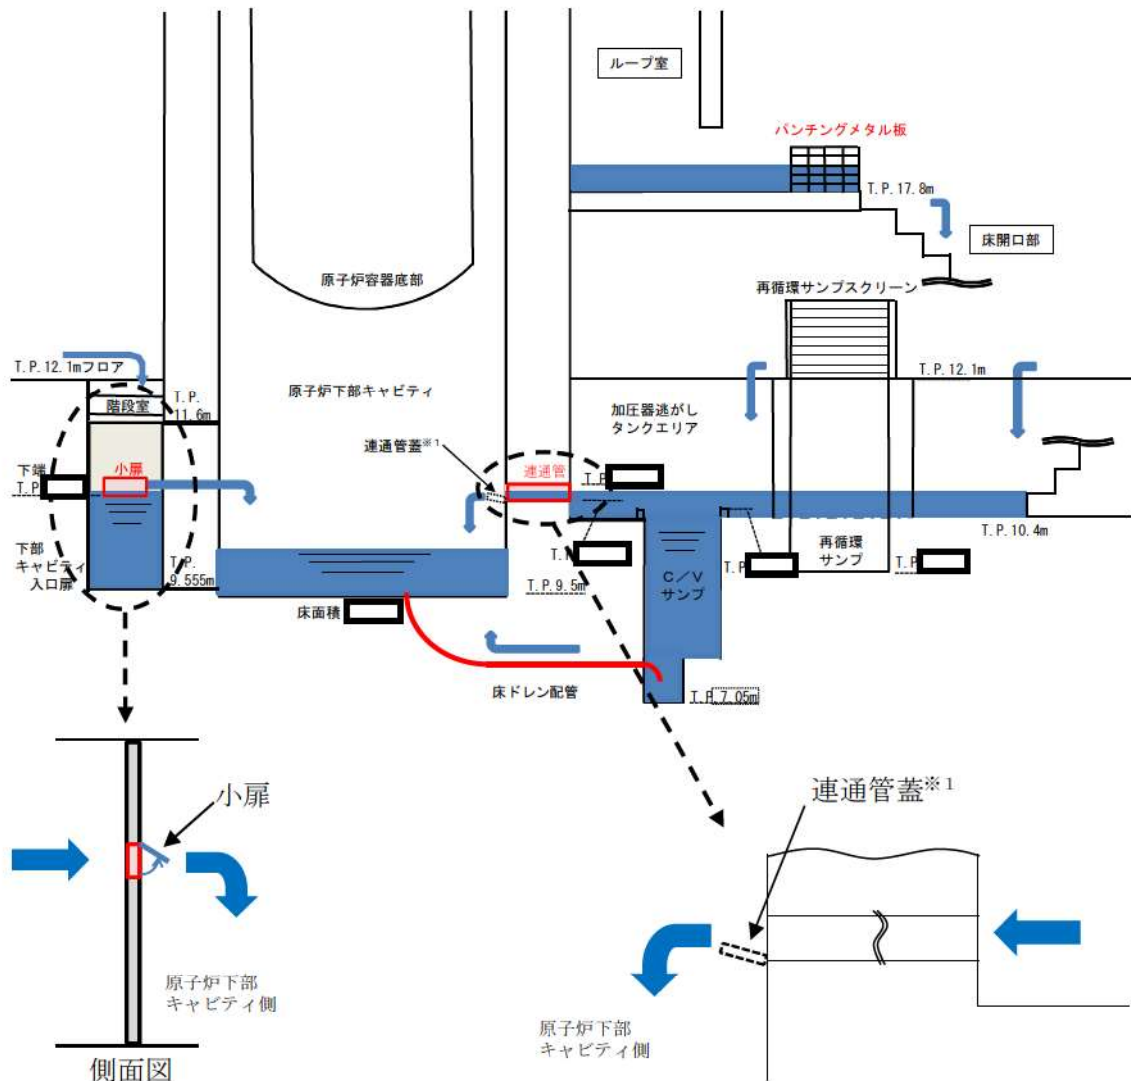 ループ室
パンチングメタル板
T.P.17.8m
床開口部
原子炉容器底部
再循環サンプスクリーン
T.P.12.1mフロア
T.P.12.1m
階段室
T.P.
11.6m
原子炉下部キャビティ
加圧器逃がし
タンクエリア
連通管蓋※1
連通管
下端
T.P
小扉
T.P
T.P.10.4m
下部
キャビティ
入口扉
T.P.
9.555m
T.P
T.P.9.5m
C/V
サンプ
T.P
再循環
サンプ
T.P
床面積
床ドレン配管
T.P.7.05m
小扉
連通管蓋※1
原子炉下部
キャビティ側
原子炉下部
キャビティ側
側面図